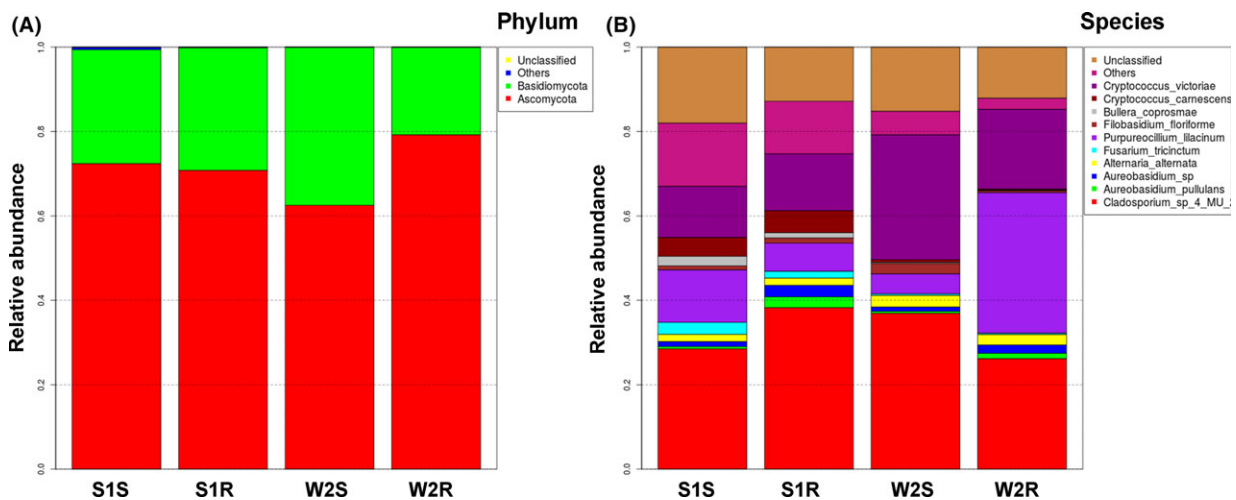 (A) Phylum
Unclassified
Others
Basidiomycota
Ascomycota
Relative abundance
1.0
0.8
0.6
0.4
0.2
0.0
S1S S1R W2S W2R
(B) Species
Unclassified
Others
Cryptococcus_victoriae
Cryptococcus_carnescens
Bullera_coprosmae
Filobasidium_floriforme
Purpureocillium_lilacinum
Fusarium_tricinctum
Alternaria_alternata
Aureobasidium_sp
Aureobasidium_pullulans
Cladosporium_sp_4_MU_2
Relative abundance
1.0
0.8
0.6
0.4
0.2
0.0
S1S S1R W2S W2R